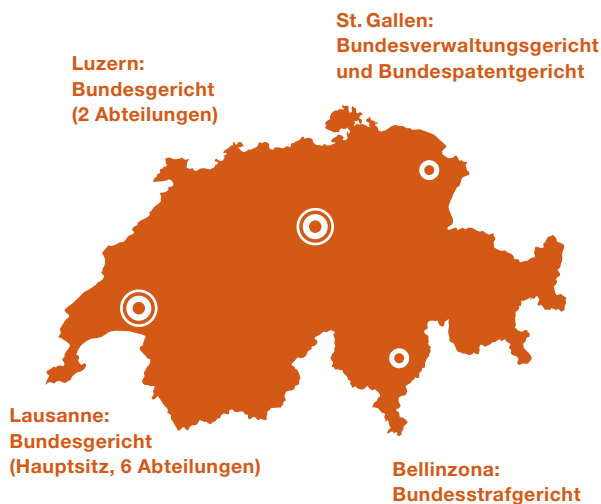 St. Gallen:
Bundesverwaltungsgericht
und Bundespatentgericht
Luzern:
Bundesgericht
(2 Abteilungen)
Lausanne:
Bundesgericht
(Hauptsitz, 6 Abteilungen)
Bellinzona:
Bundesstrafgericht